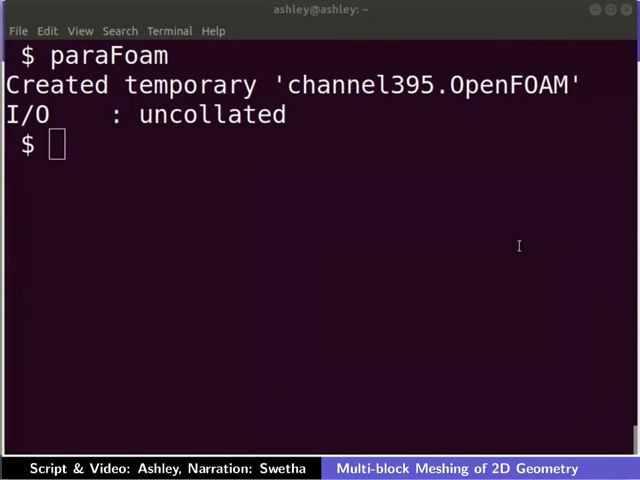 ashley@ashley: ~
File Edit View Search Terminal Help
$ paraFoam
Created temporary 'channel395.OpenFOAM'
I/O    : uncollated
$
Script & Video: Ashley, Narration: Swetha Multi-block Meshing of 2D Geometry